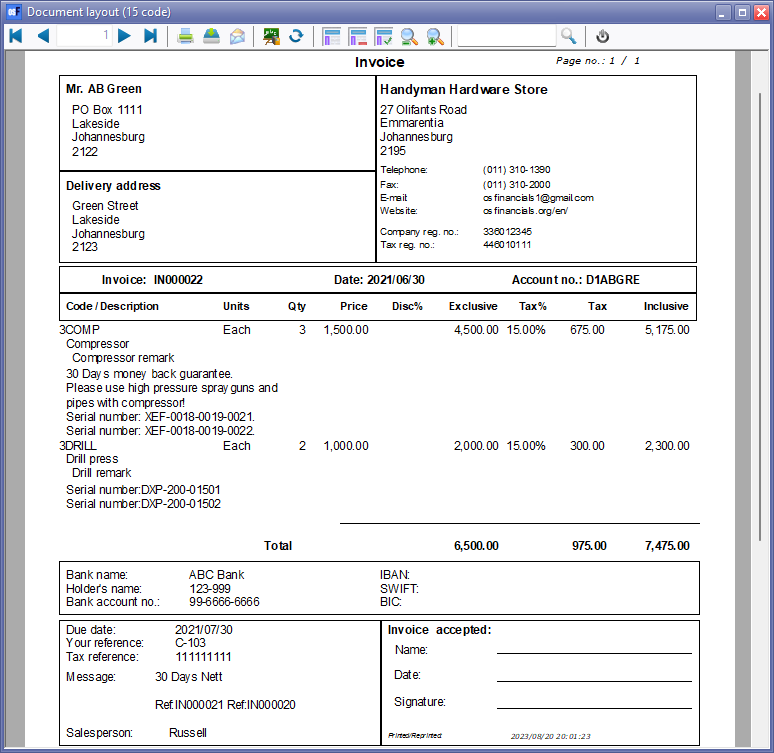 Document layout (15 code)
1
Invoice Page no.: 1 / 1
Mr. AB Green
PO Box 1111
Lakeside
Johannesburg
2122
Delivery address
Green Street
Lakeside
Johannesburg
2123
Handyman Hardware Store
27 Olifants Road
Emmarentia
Johannesburg
2195
Telephone: (011) 310-1390
Fax: (011) 310-2000
E-mail csfinancials1@gmail.com
Website: csfinancials.org/en/
Company reg. no.: 336012345
Tax reg. no.: 446010111
Invoice: IN000022 Date: 2021/06/30 Account no.: D1ABGRE
Code / Description Units Qty Price Disc% Exclusive Tax% Tax Inclusive
3COMP Each 3 1,500.00 4,500.00 15.00% 675.00 5,175.00
Compressor
Compressor remark
30 Days money back guarantee.
Please use high pressure spray guns and
pipes with compressor!
Serial number: XEF-0018-0019-0021.
Serial number: XEF-0018-0019-0022.
3DRILL Each 2 1,000.00 2,000.00 15.00% 300.00 2,300.00
Drill press
Drill remark
Serial number:DXP-200-01501
Serial number:DXP-200-01502
Total 6,500.00 975.00 7,475.00
Bank name: ABC Bank IBAN:
Holder's name: 123-999 SWIFT:
Bank account no.: 99-6666-6666 BIC:
Due date: 2021/07/30
Your reference: C-103
Tax reference: 111111111
Message: 30 Days Nett
Ref:IN000021 Ref:IN000020
Salesperson: Russell
Invoice accepted:
Name:
Date:
Signature:
Printed/Reprinted: 2023/08/20 20:01:23